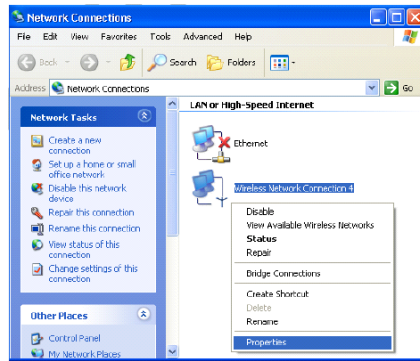 Network Connections
File Edit View Favorites Tools Advanced Help
Back Search Folders
Address Network Connections Go
Network Tasks
Create a new
connection
Set up a home or small
office network
Disable this network
device
Repair this connection
Rename this connection
View status of this
connection
Change settings of this
connection
Other Places
Control Panel
My Network Places
LAN or High-Speed Internet
Ethernet
Wireless Network Connection 4
Disable
View Available Wireless Networks
Status
Repair
Bridge Connections
Create Shortcut
Delete
Rename
Properties